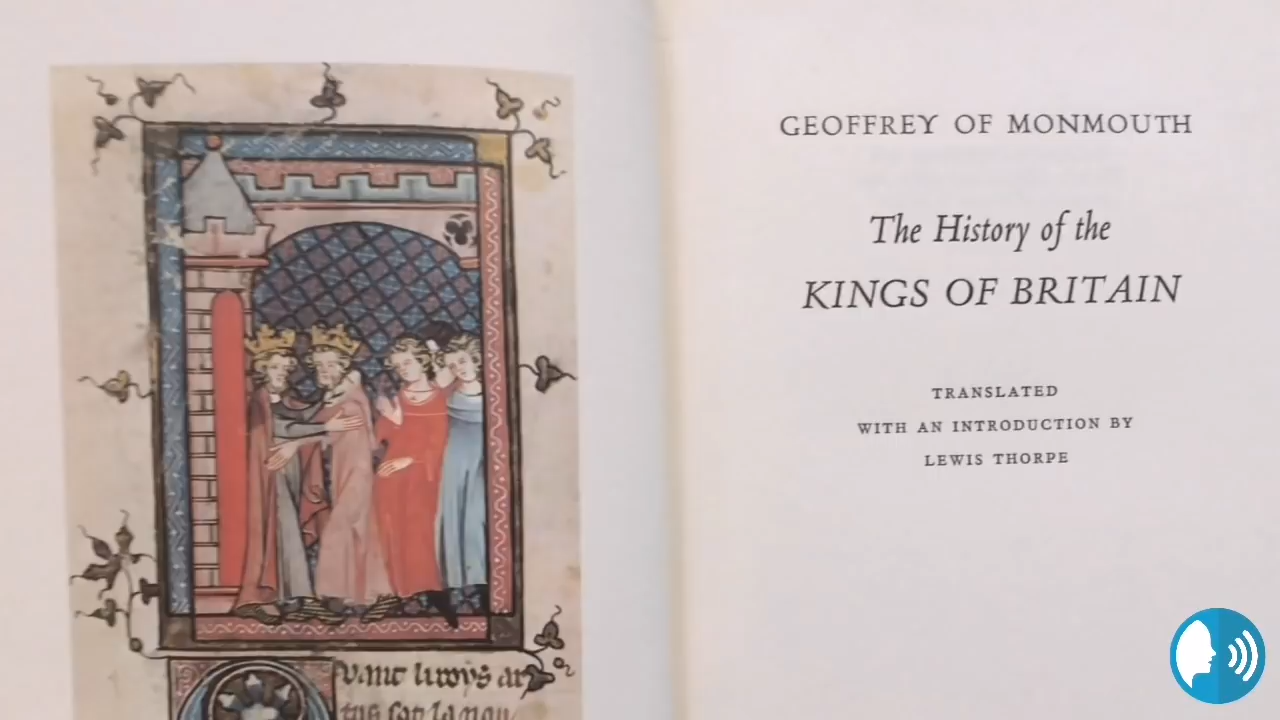 GEOFFREY OF MONMOUTH
The History of the
KINGS OF BRITAIN
TRANSLATED
WITH AN INTRODUCTION BY
LEWIS THORPE